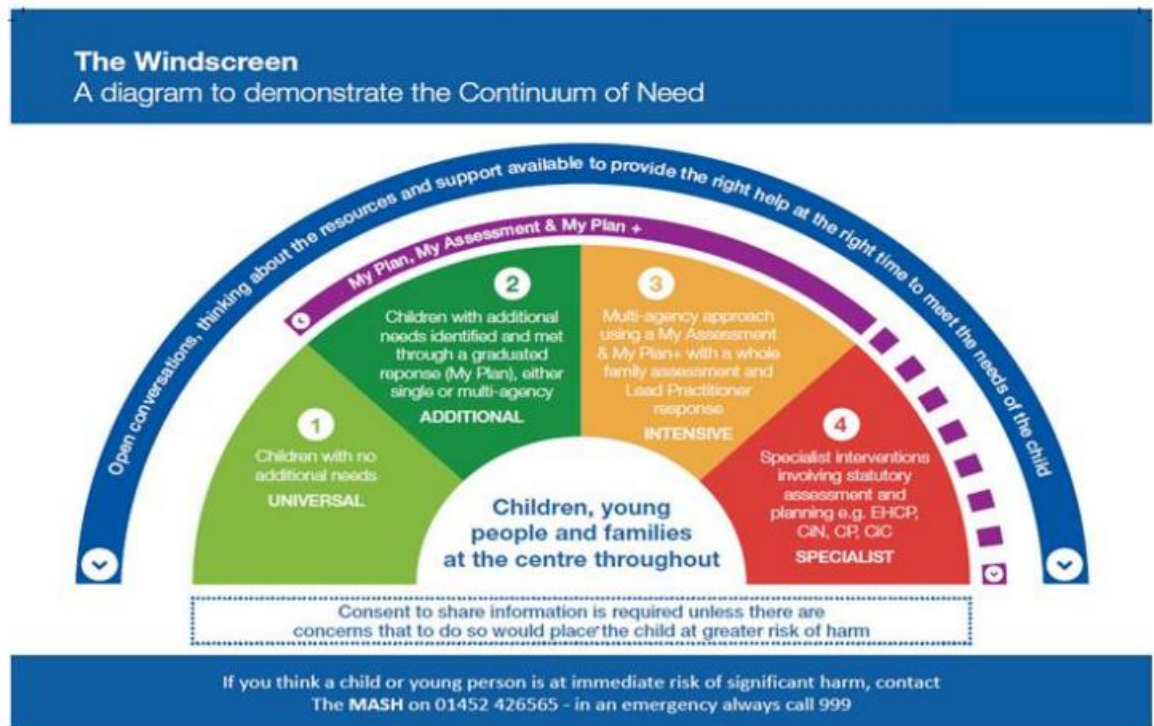 The Windscreen
A diagram to demonstrate the Continuum of Need
Open conversations, thinking about the resources and support available to provide the right help at the right time to meet the needs of the child
My Plan, My Assessment & My Plan +
1
Children with no
additional needs
UNIVERSAL
2
Children with additional
needs identified and met
through a graduated
reponse (My Plan), either
single or multi-agency
ADDITIONAL
3
Multi-agency approach
using a My Assessment
& My Plan+ with a whole
family assessment and
Lead Practitioner
response
INTENSIVE
4
Specialist interventions
involving statutory
assessment and
planning e.g. EHCP,
CiN, CP, CiC
SPECIALIST
Children, young
people and families
at the centre throughout
Consent to share information is required unless there are
concerns that to do so would place the child at greater risk of harm
If you think a child or young person is at immediate risk of significant harm, contact
The MASH on 01452 426565 - in an emergency always call 999